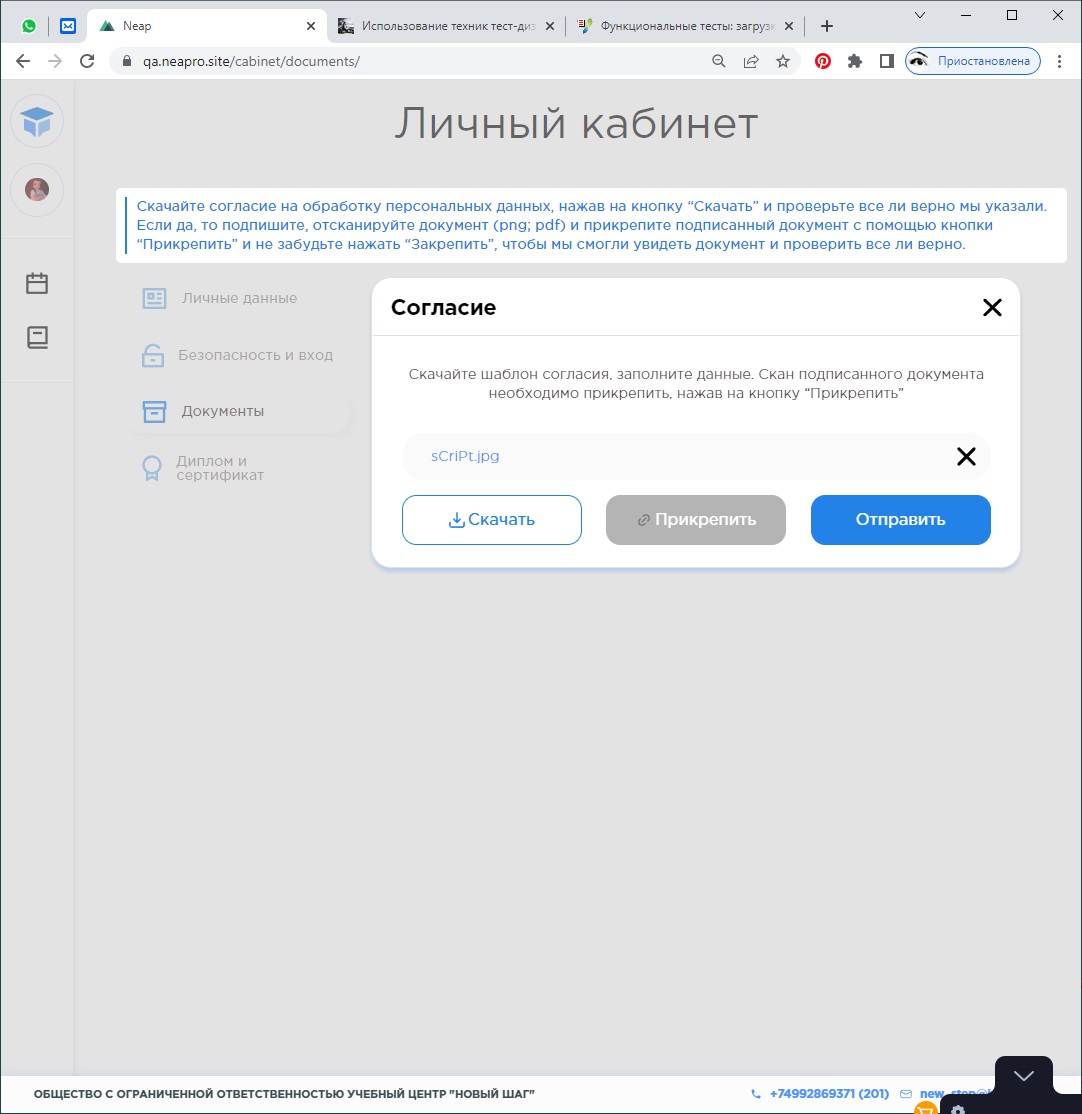 Neap
Использование техник тест-диз
Функциональные тесты: загрузк
qa.neapro.site/cabinet/documents/
Приостановлена
Личный кабинет
Скачайте согласие на обработку персональных данных, нажав на кнопку “Скачать” и проверьте все ли верно мы указали.
Если да, то подпишите, отсканируйте документ (png; pdf) и прикрепите подписанный документ с помощью кнопки
“Прикрепить” и не забудьте нажать “Закрепить”, чтобы мы смогли увидеть документ и проверить все ли верно.
Личные данные
Безопасность и вход
Документы
Диплом и
сертификат
Согласие
Скачайте шаблон согласия, заполните данные. Скан подписанного документа
необходимо прикрепить, нажав на кнопку “Прикрепить”
sCriPt.jpg
Скачать
Прикрепить
Отправить
ОБЩЕСТВО С ОГРАНИЧЕННОЙ ОТВЕТСТВЕННОСТЬЮ УЧЕБНЫЙ ЦЕНТР "НОВЫЙ ШАГ"
+74992869371 (201)